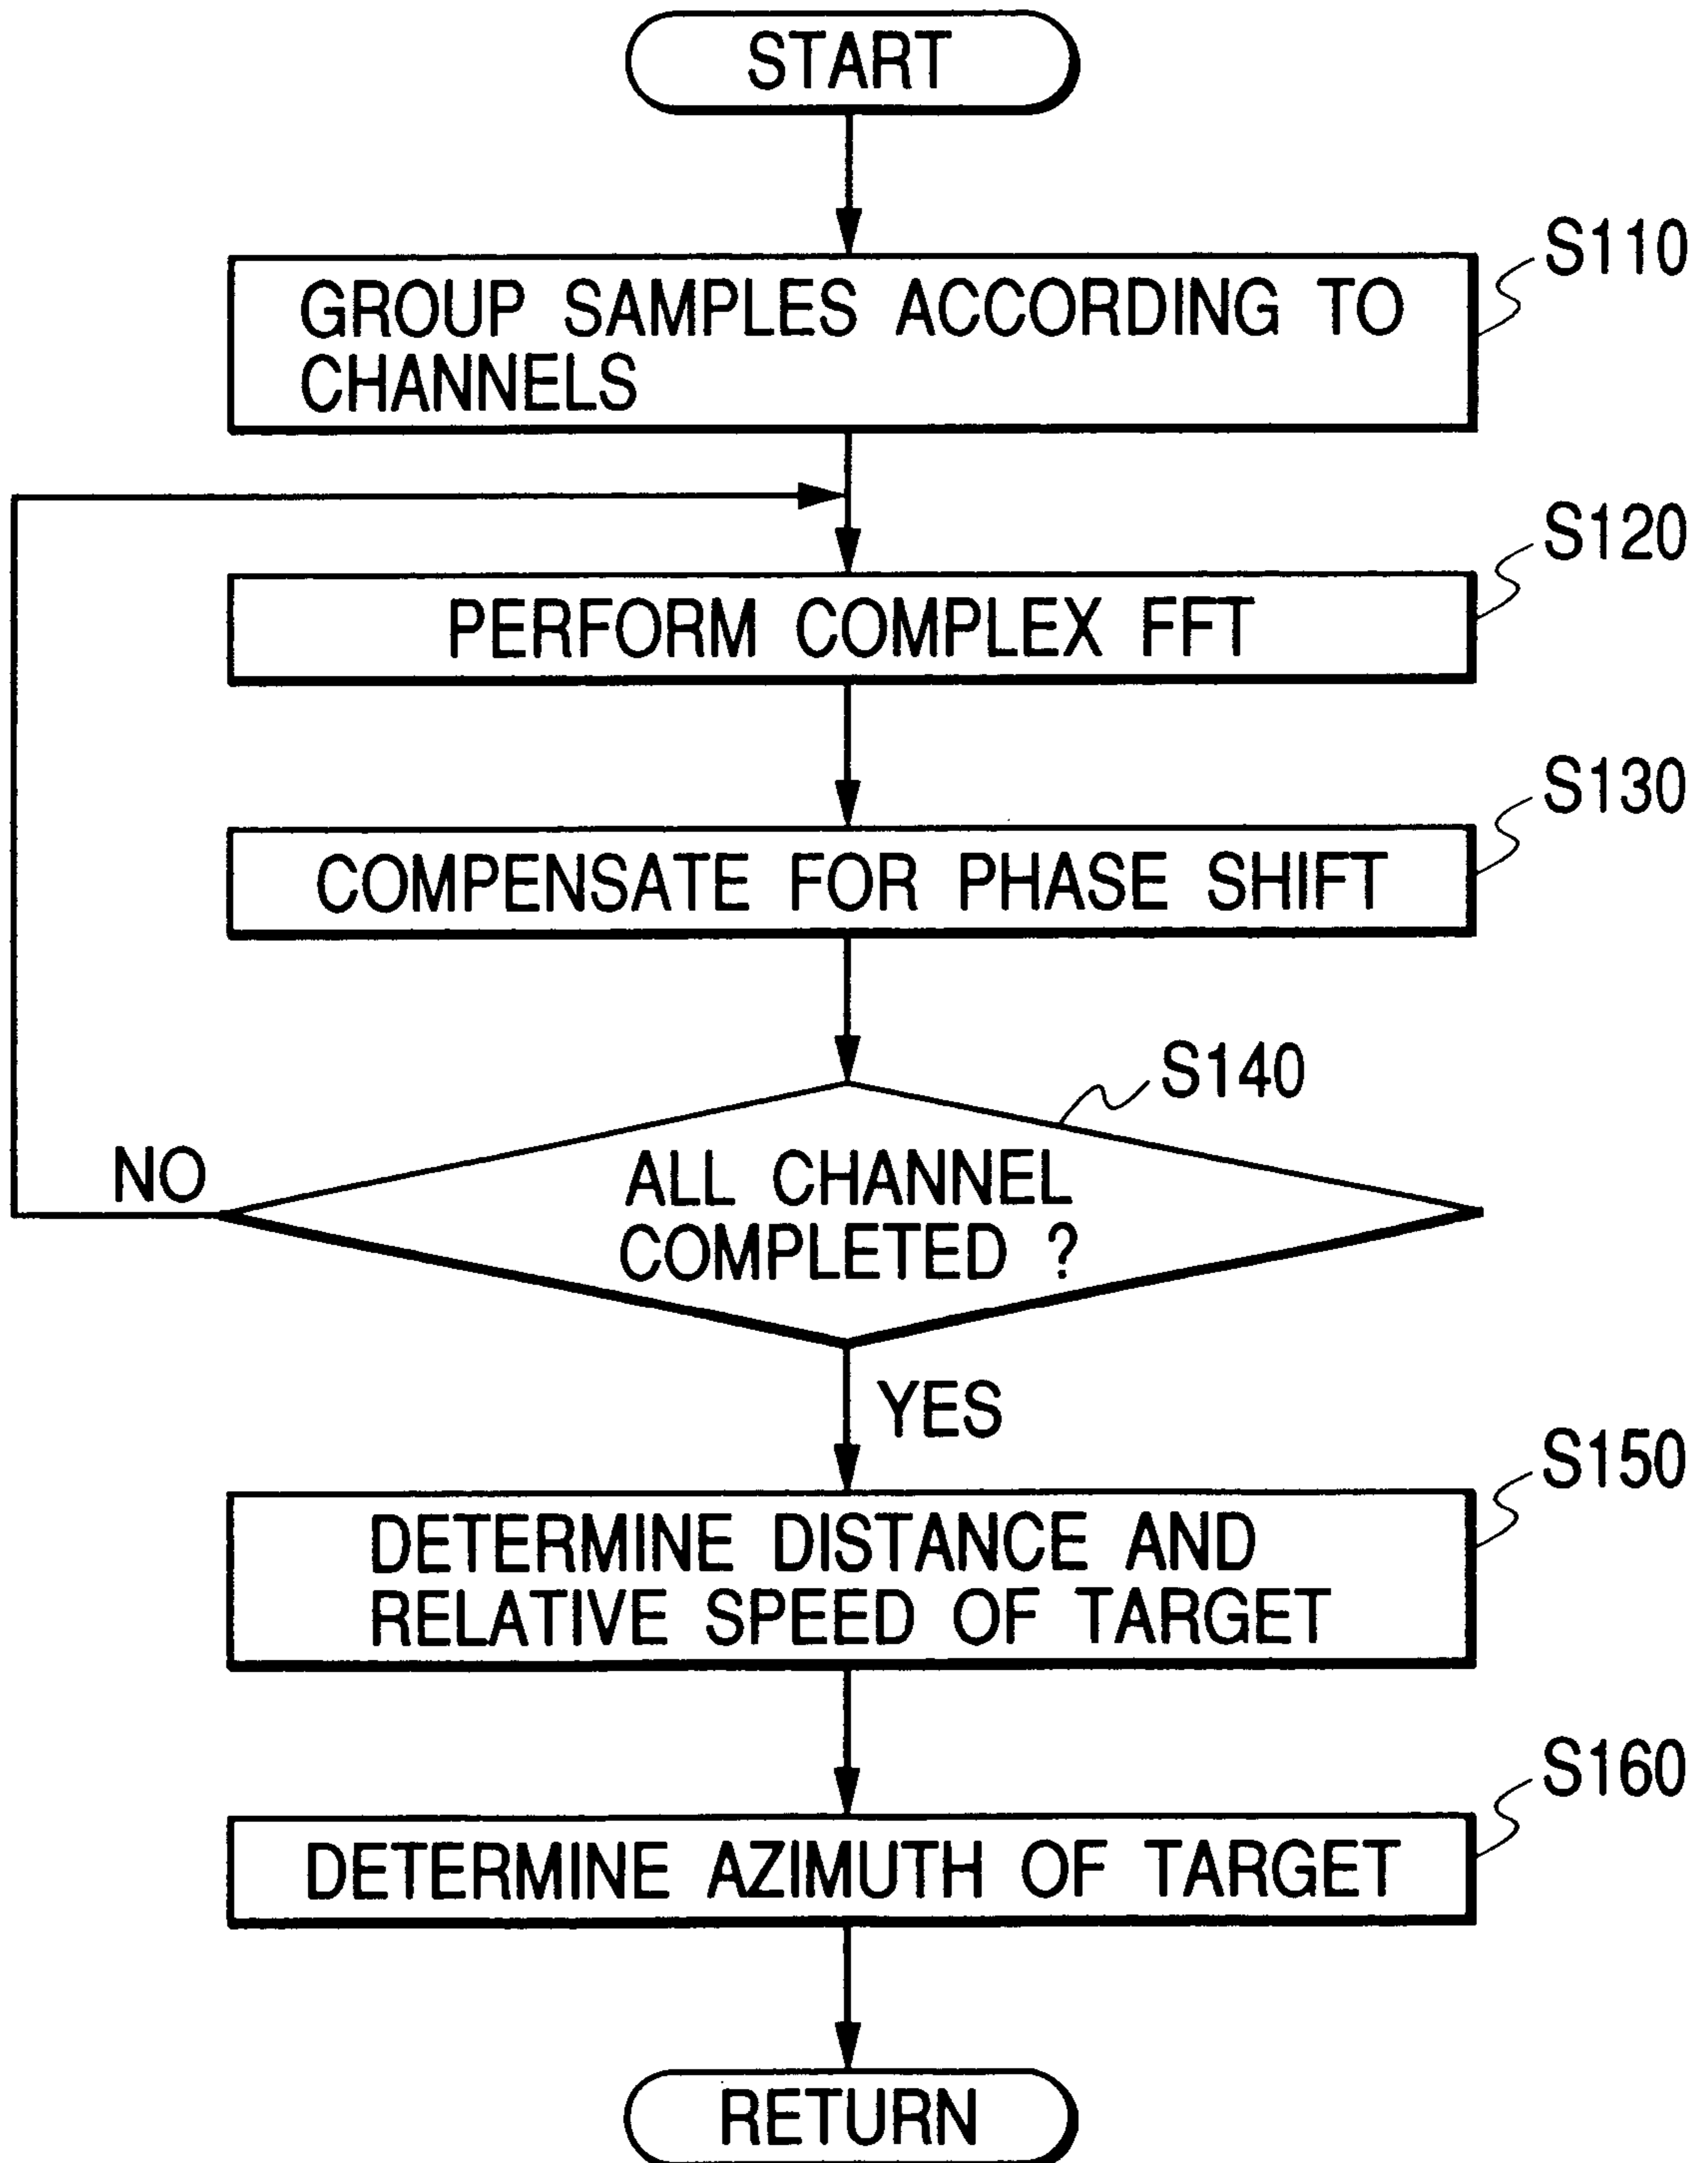 START
S110
GROUP SAMPLES ACCORDING TO
CHANNELS
S120
PERFORM COMPLEX FFT
S130
COMPENSATE FOR PHASE SHIFT
S140
NO
ALL CHANNEL
COMPLETED ?
YES
S150
DETERMINE DISTANCE AND
RELATIVE SPEED OF TARGET
S160
DETERMINE AZIMUTH OF TARGET
RETURN